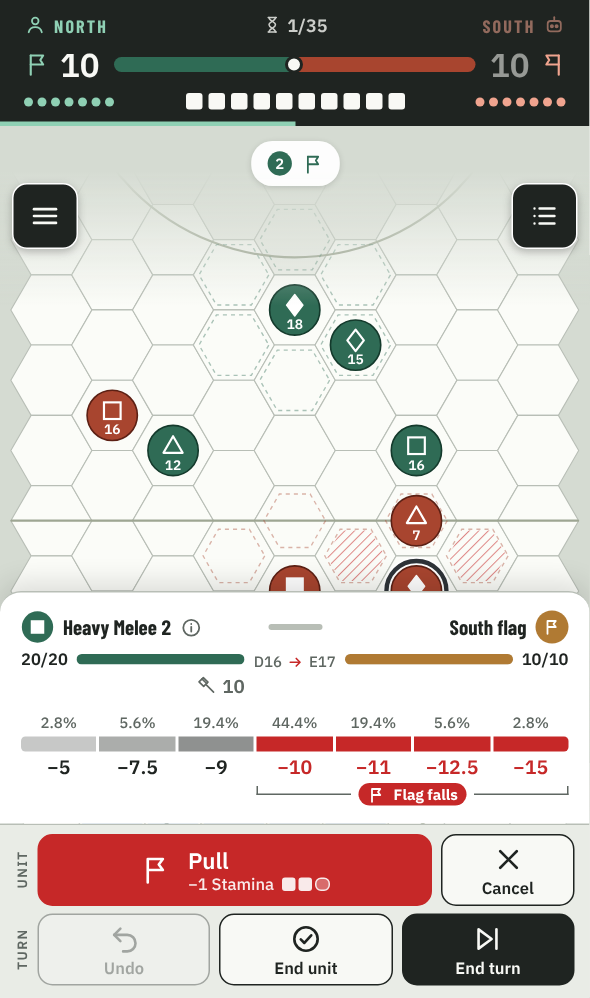 NORTH
1/35
SOUTH
10
10
2
18
15
16
12
16
7
Heavy Melee 2
South flag
20/20
D16 → E17
10/10
10
2.8% 5.6% 19.4% 44.4% 19.4% 5.6% 2.8%
−5 −7.5 −9 −10 −11 −12.5 −15
Flag falls
UNIT
Pull
−1 Stamina
Cancel
TURN
Undo
End unit
End turn